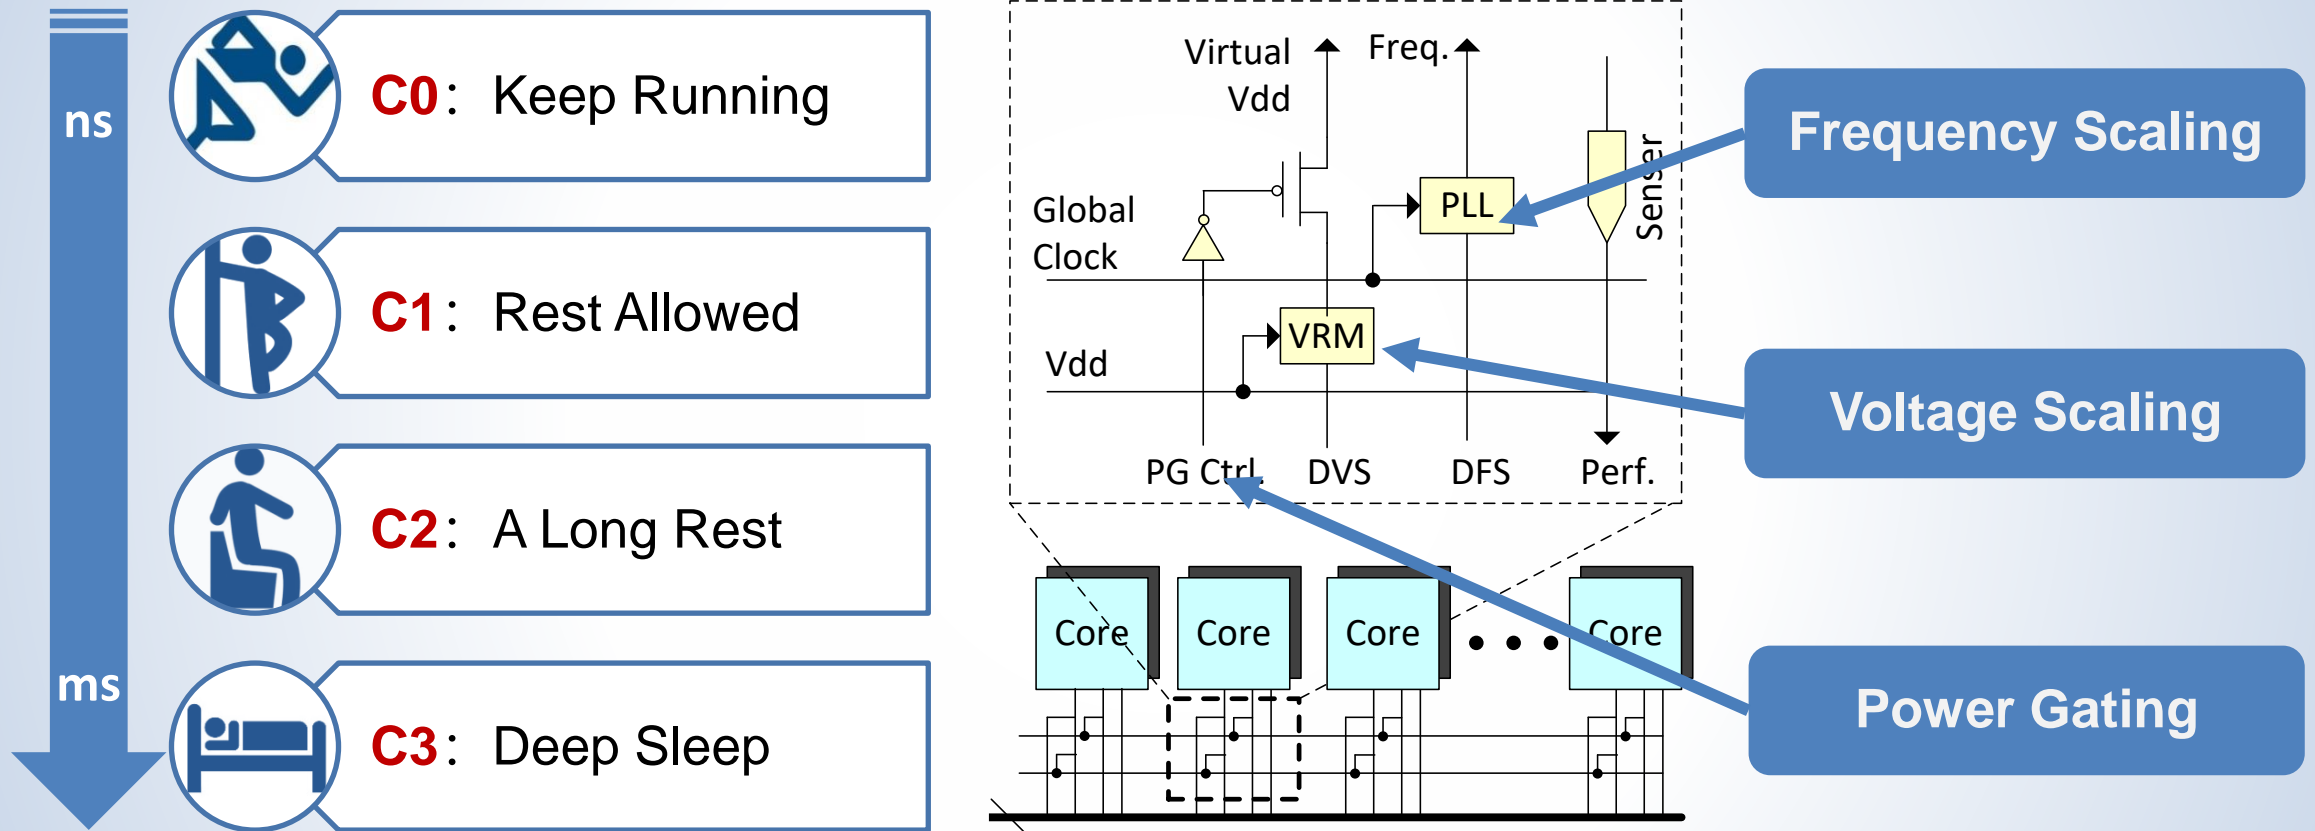 ns
ms
C0： Keep Running
C1： Rest Allowed
C2： A Long Rest
C3： Deep Sleep
Virtual
Vdd
Freq.
Senser
Global
Clock
PLL
VRM
Vdd
PG Ctrl.
DVS
DFS
Perf.
Core
Core
Core
Core
Frequency Scaling
Voltage Scaling
Power Gating